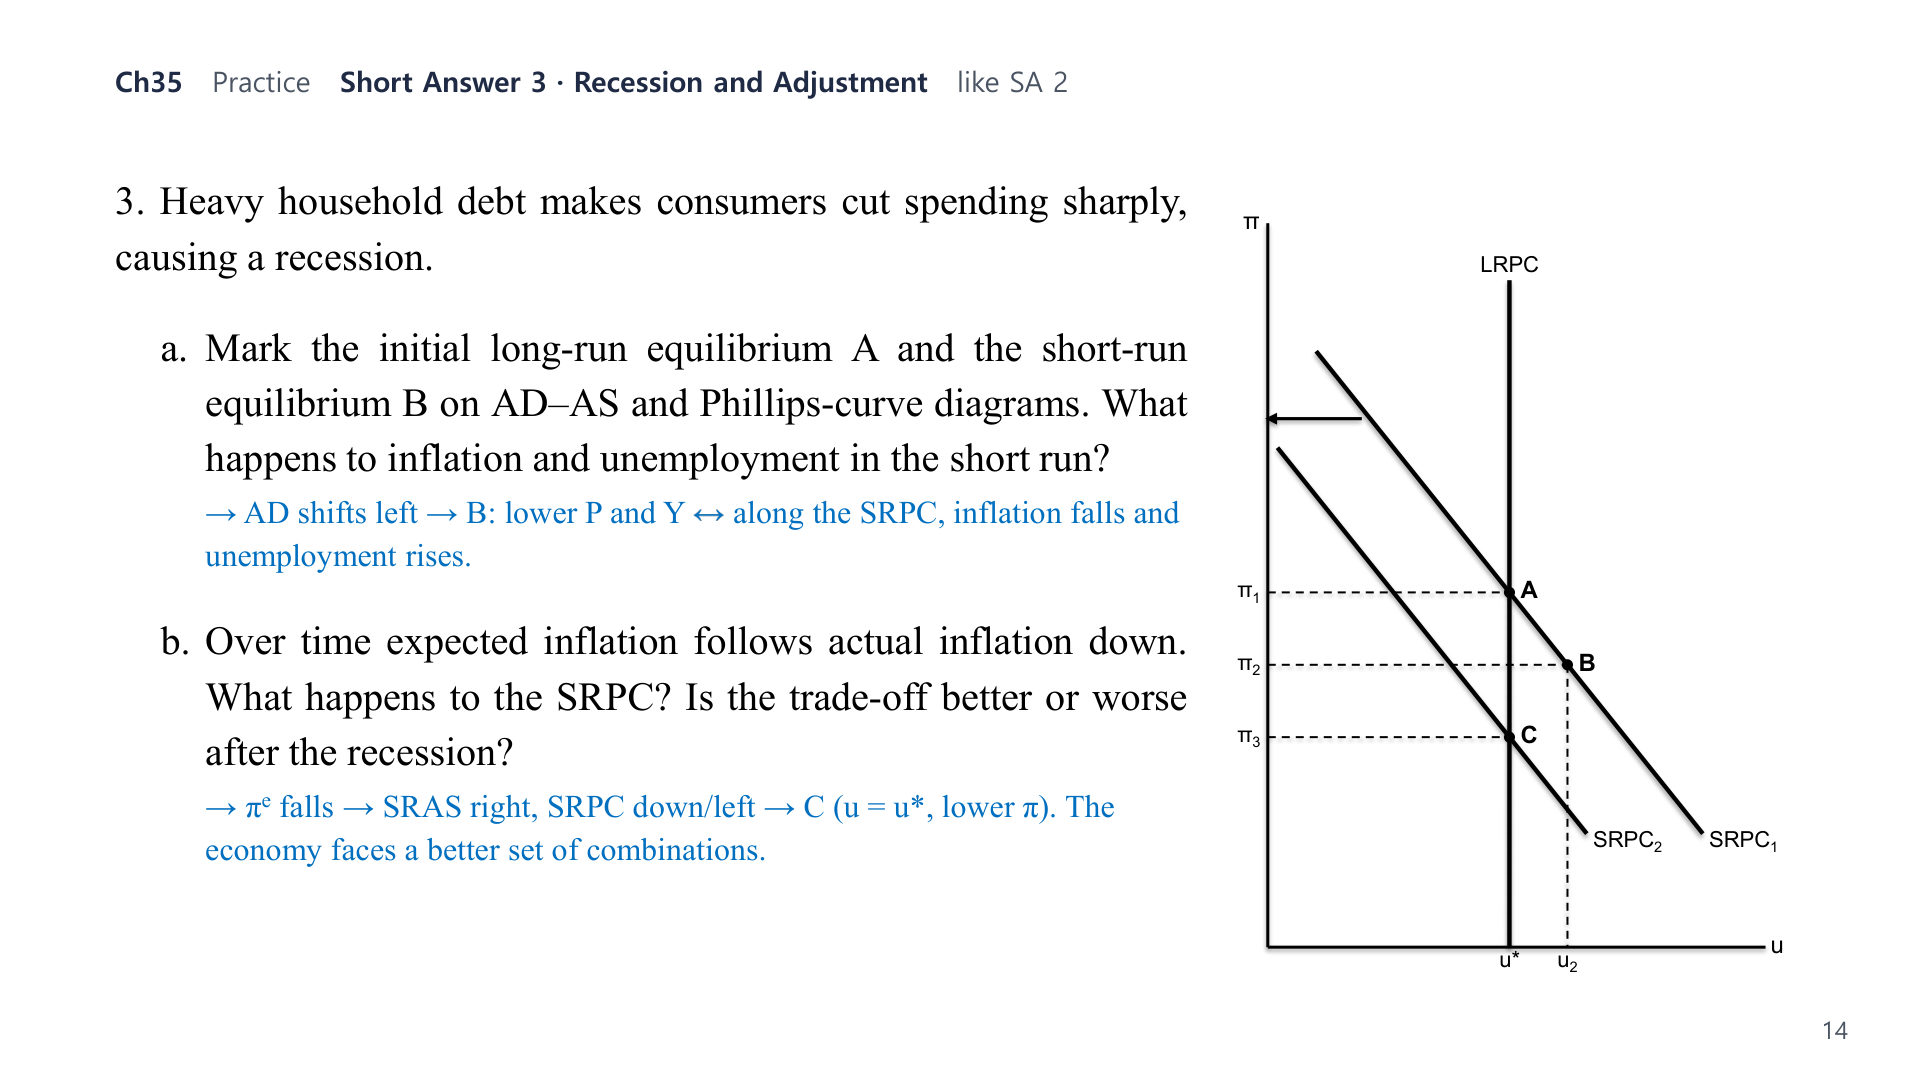 Ch35 Practice Short Answer 3 · Recession and Adjustment like SA 2
3. Heavy household debt makes consumers cut spending sharply,
causing a recession.
a. Mark the initial long-run equilibrium A and the short-run
equilibrium B on AD–AS and Phillips-curve diagrams. What
happens to inflation and unemployment in the short run?
→ AD shifts left → B: lower P and Y ↔ along the SRPC, inflation falls and
unemployment rises.
b. Over time expected inflation follows actual inflation down.
What happens to the SRPC? Is the trade-off better or worse
after the recession?
→ πᵉ falls → SRAS right, SRPC down/left → C (u = u*, lower π). The
economy faces a better set of combinations.
π
LRPC
π₁
A
π₂
B
π₃
C
SRPC₂
SRPC₁
u
u*
u₂
14